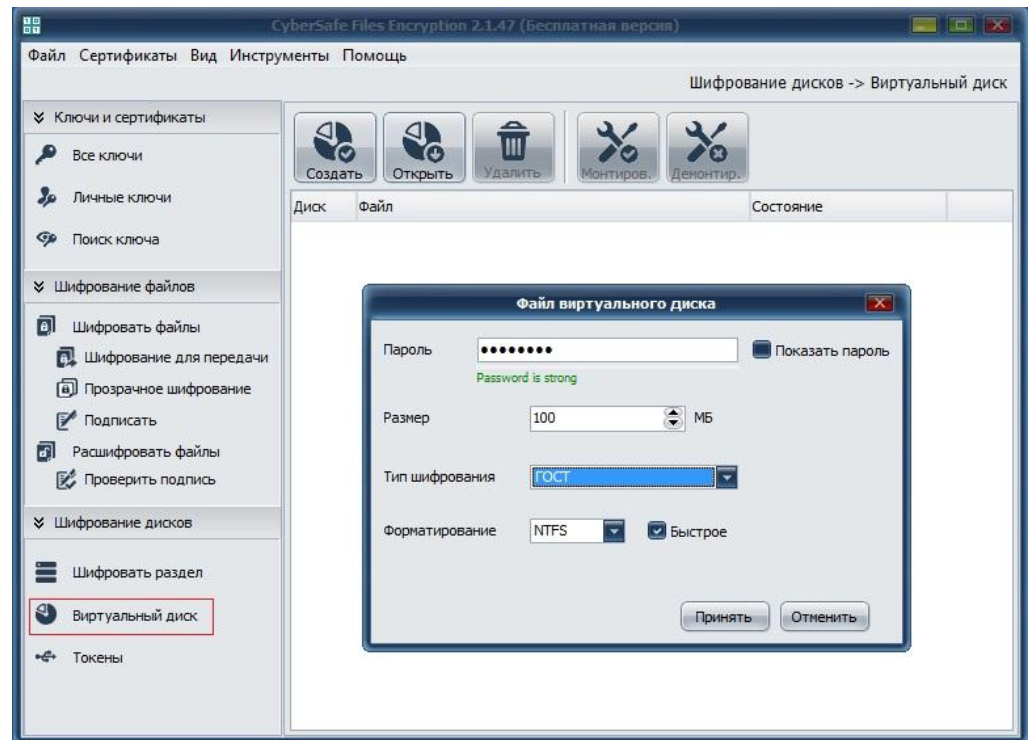 CyberSafe Files Encryption 2.1.47 (Бесплатная версия)
Файл Сертификаты Вид Инструменты Помощь
Шифрование дисков -> Виртуальный диск
Ключи и сертификаты
Все ключи
Личные ключи
Поиск ключа
Шифрование файлов
Шифровать файлы
Шифрование для передачи
Прозрачное шифрование
Подписать
Расшифровать файлы
Проверить подпись
Шифрование дисков
Шифровать раздел
Виртуальный диск
Токены
Создать Открыть Удалить Монтиров. Демонтир.
Диск Файл Состояние
Файл виртуального диска
Пароль Показать пароль
Password is strong
Размер 100 МБ
Тип шифрования ГОСТ
Форматирование NTFS Быстрое
Принять Отменить